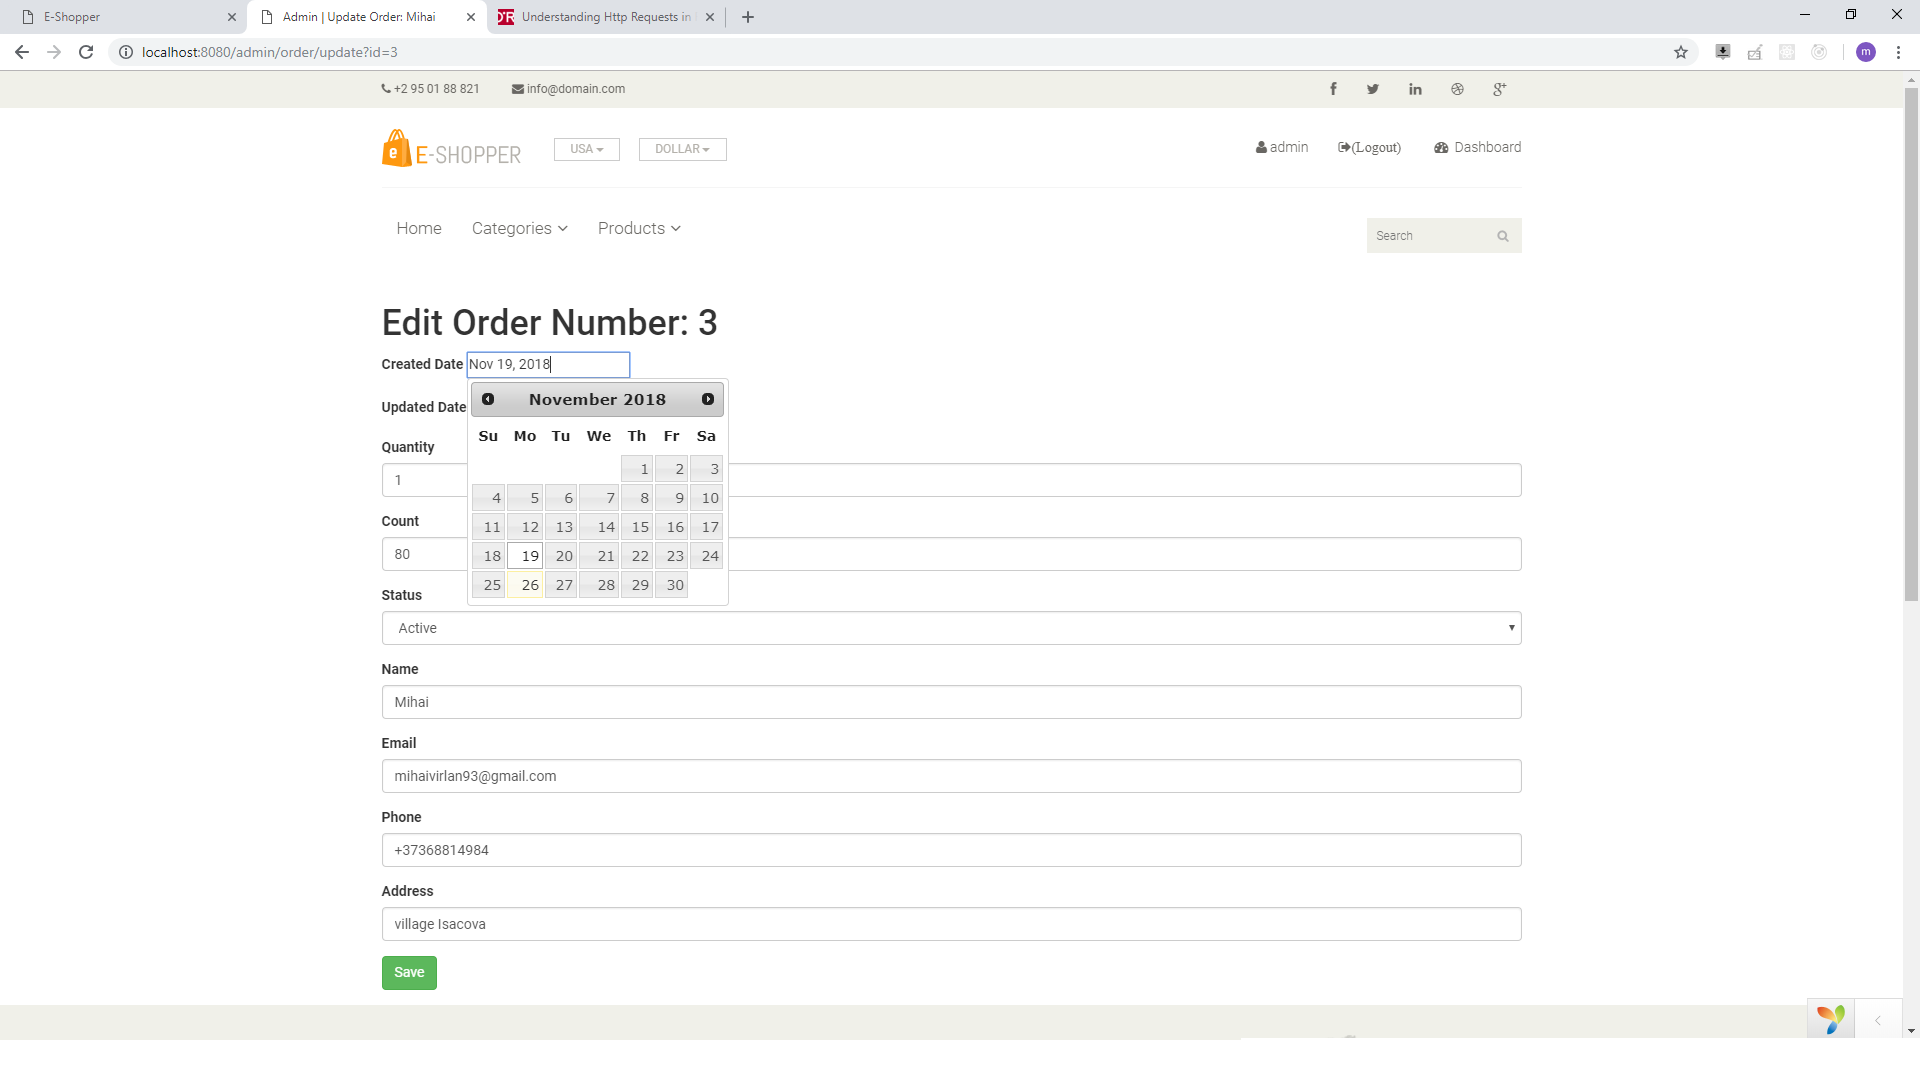 E-Shopper
Admin | Update Order: Mihai
Understanding Http Requests in
localhost:8080/admin/order/update?id=3
m
+2 95 01 88 821
info@domain.com
E-SHOPPER
USA
DOLLAR
admin
(Logout)
Dashboard
Home
Categories
Products
Search
Edit Order Number: 3
Created Date Nov 19, 2018
November 2018
Su Mo Tu We Th Fr Sa
1 2 3
4 5 6 7 8 9 10
11 12 13 14 15 16 17
18 19 20 21 22 23 24
25 26 27 28 29 30
Updated Date
Quantity
1
Count
80
Status
Active
Name
Mihai
Email
mihaivirlan93@gmail.com
Phone
+37368814984
Address
village Isacova
Save